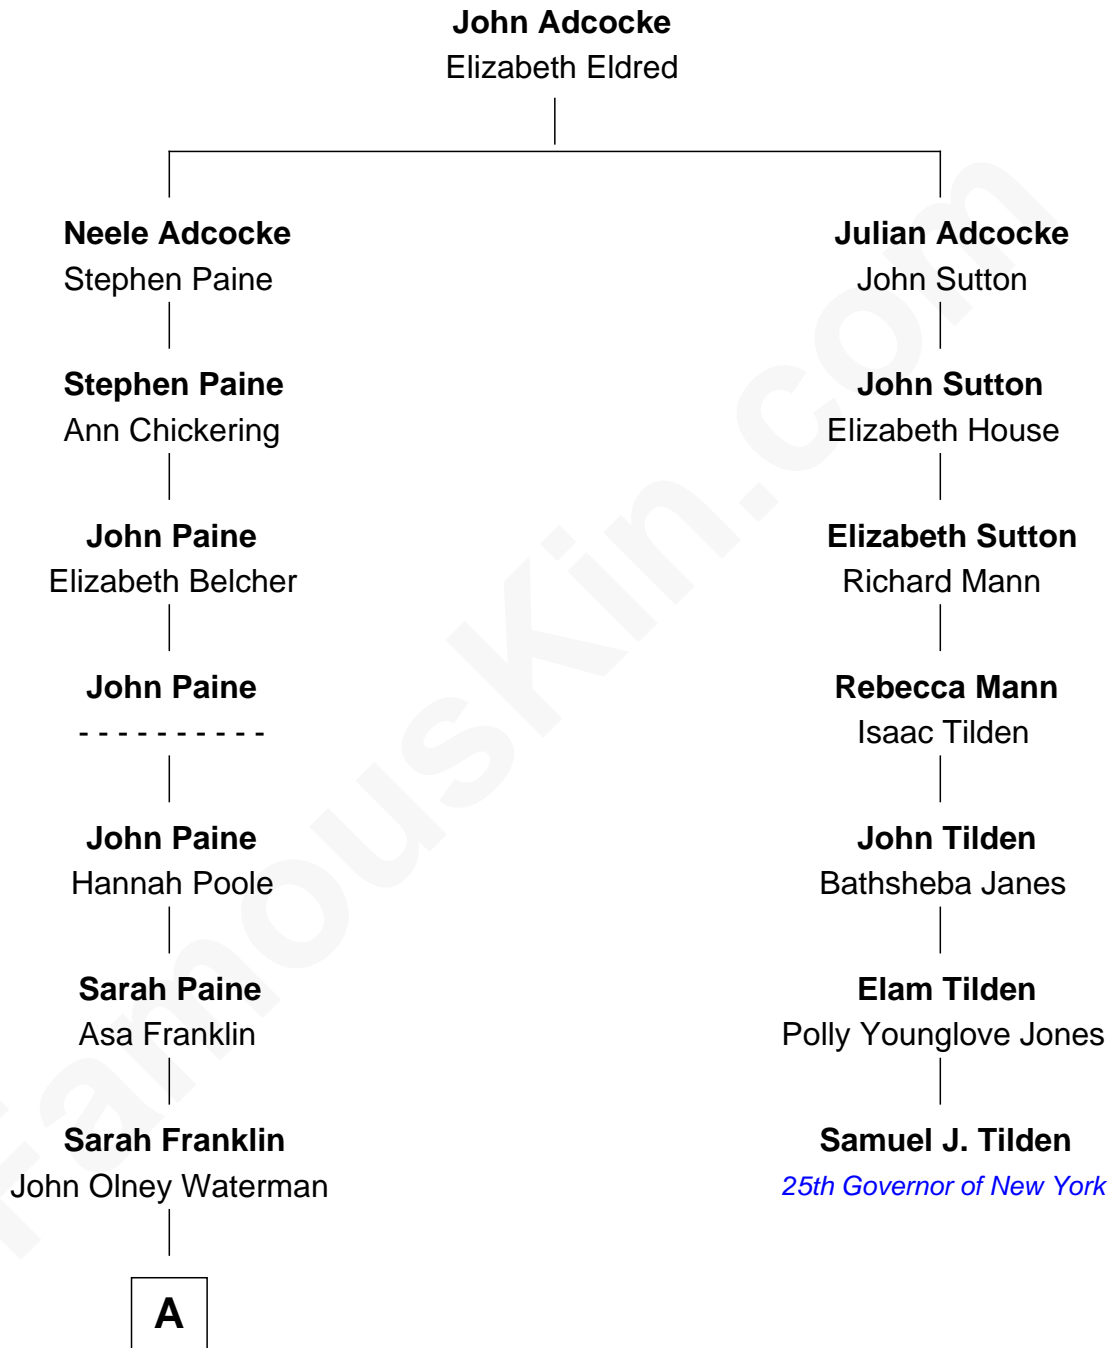 John Adcocke
Elizabeth Eldred
Neele Adcocke
Stephen Paine
Julian Adcocke
John Sutton
Stephen Paine
Ann Chickering
John Sutton
Elizabeth House
John Paine
Elizabeth Belcher
Elizabeth Sutton
Richard Mann
John Paine
- - - - - - - - - -
Rebecca Mann
Isaac Tilden
John Paine
Hannah Poole
John Tilden
Bathsheba Janes
Sarah Paine
Asa Franklin
Elam Tilden
Polly Younglove Jones
Sarah Franklin
John Olney Waterman
Samuel J. Tilden
25th Governor of New York
A
FamousKin.com